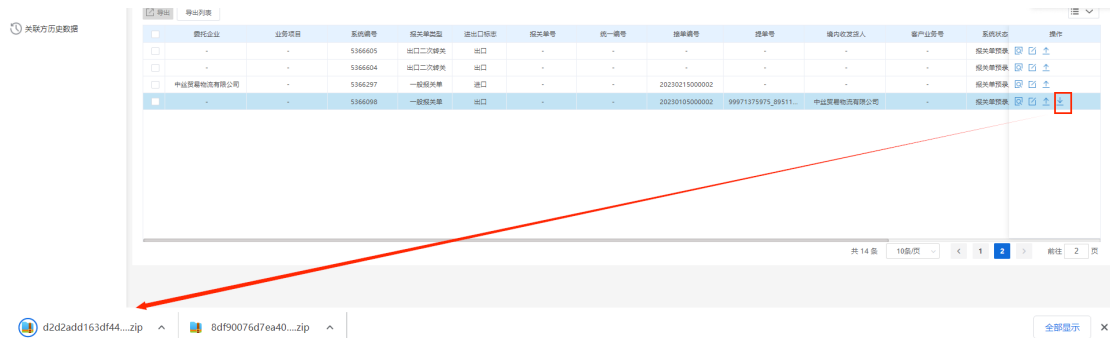 导出 导出列表
关联方历史数据
委托企业 业务项目 系统编号 报关单类型 进出口标志 报关单号 统一编号 接单编号 提单号 境内收发货人 客户业务号 系统状态 操作
- - 5366605 出口二次转关 出口 - - - - - - 报关单预录
- - 5366604 出口二次转关 出口 - - - - - - 报关单预录
中丝贸易物流有限公司 - 5366297 一般报关单 进口 - - 20230215000002 - - - 报关单预录
- - 5366098 一般报关单 出口 - - 20230105000002 99971375975_89511... 中丝贸易物流有限公司 - 报关单预录
共 14 条 10条/页 < 1 2 > 前往 2 页
d2d2add163df44....zip 8df90076d7ea40....zip 全部显示